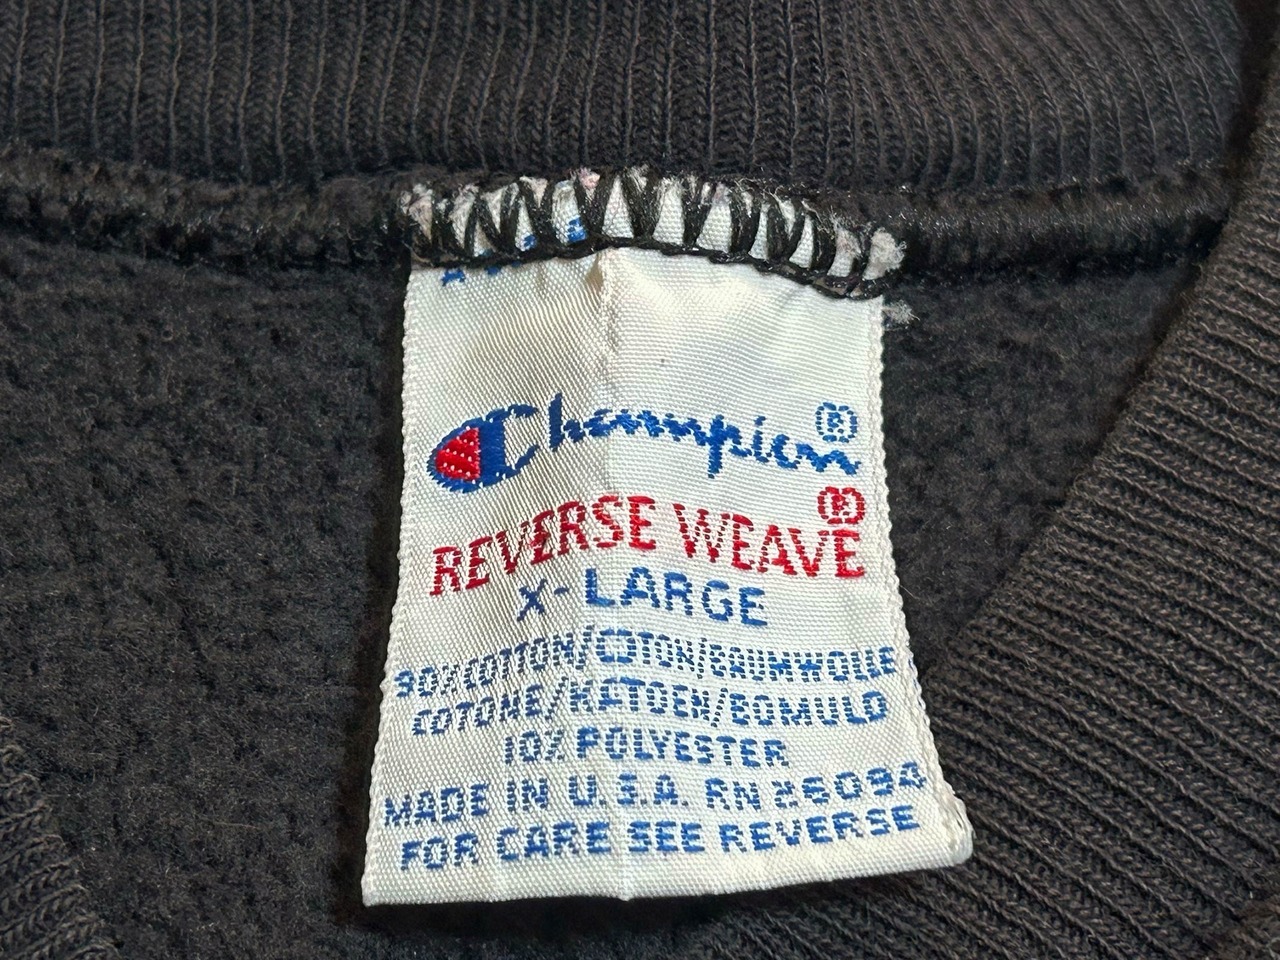 Champion®
REVERSE WEAVE®
X-LARGE
90% COTTON/COTON/BAUMWOLLE
COTONE/KATOEN/BOMULD
10% POLYESTER
MADE IN U.S.A. RN 26094
FOR CARE SEE REVERSE